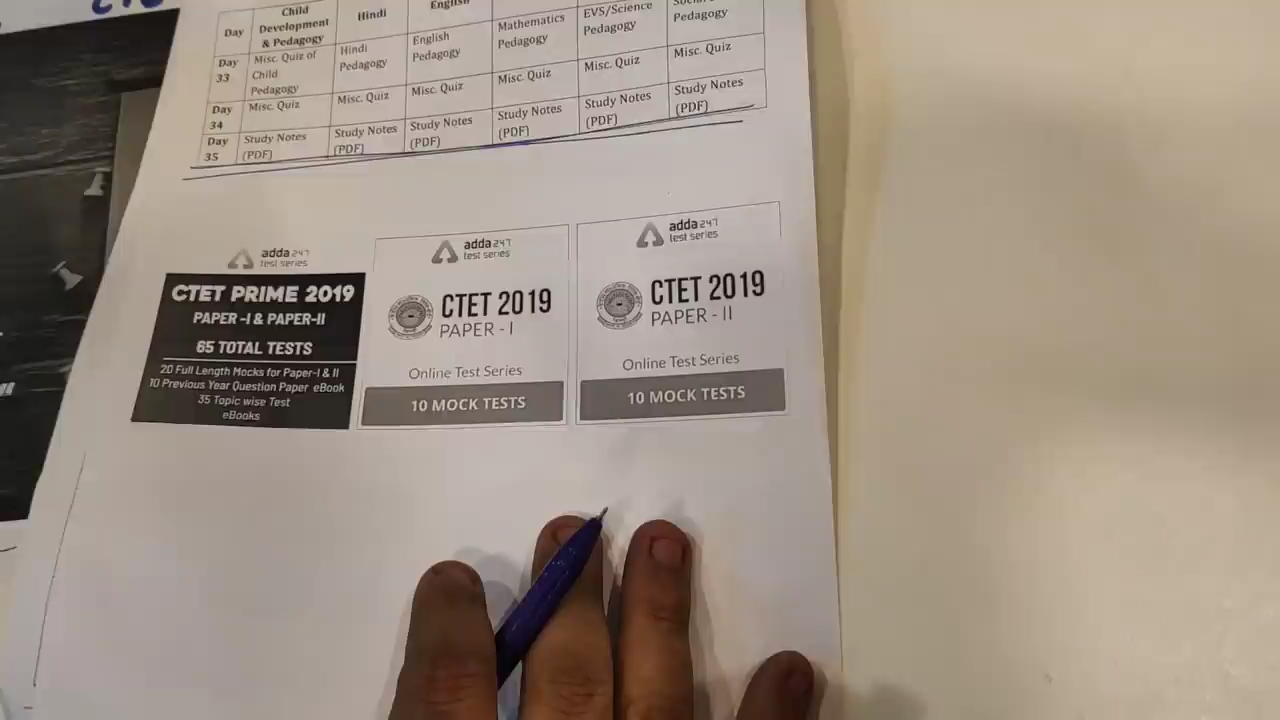 Day Child Development & Pedagogy Hindi English Mathematics Pedagogy EVS/Science Pedagogy Pedagogy
Day 33 Misc. Quiz of Child Pedagogy Hindi Pedagogy English Pedagogy Misc. Quiz Misc. Quiz Misc. Quiz
Day 34 Misc. Quiz Misc. Quiz Misc. Quiz Study Notes (PDF) Study Notes (PDF) Study Notes (PDF)
Day 35 Study Notes (PDF) Study Notes (PDF) Study Notes (PDF)
adda247
test series
CTET PRIME 2019
PAPER -I & PAPER-II
65 TOTAL TESTS
20 Full Length Mocks for Paper-I & II
10 Previous Year Question Paper eBook
35 Topic wise Test
eBooks
adda247
test series
CTET 2019
PAPER - I
Online Test Series
10 MOCK TESTS
adda247
test series
CTET 2019
PAPER - II
Online Test Series
10 MOCK TESTS